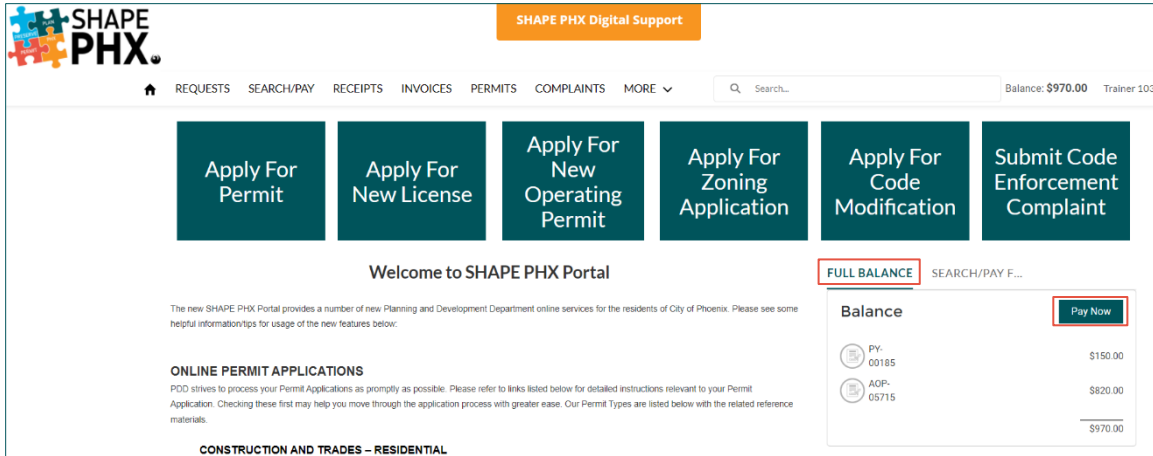 PLAN
PRESERVE
PHX
PERMIT
SHAPE
PHX.
SHAPE PHX Digital Support
REQUESTS SEARCH/PAY RECEIPTS INVOICES PERMITS COMPLAINTS MORE
Search...
Balance: $970.00 Trainer 103
Apply For
Permit
Apply For
New License
Apply For
New
Operating
Permit
Apply For
Zoning
Application
Apply For
Code
Modification
Submit Code
Enforcement
Complaint
Welcome to SHAPE PHX Portal
The new SHAPE PHX Portal provides a number of new Planning and Development Department online services for the residents of City of Phoenix. Please see some
helpful information/tips for usage of the new features below:
ONLINE PERMIT APPLICATIONS
PDD strives to process your Permit Applications as promptly as possible. Please refer to links listed below for detailed instructions relevant to your Permit
Application. Checking these first may help you move through the application process with greater ease. Our Permit Types are listed below with the related reference
materials.
CONSTRUCTION AND TRADES – RESIDENTIAL
FULL BALANCE SEARCH/PAY F...
Balance
Pay Now
PY-
00185
$150.00
AOP-
05715
$820.00
$970.00